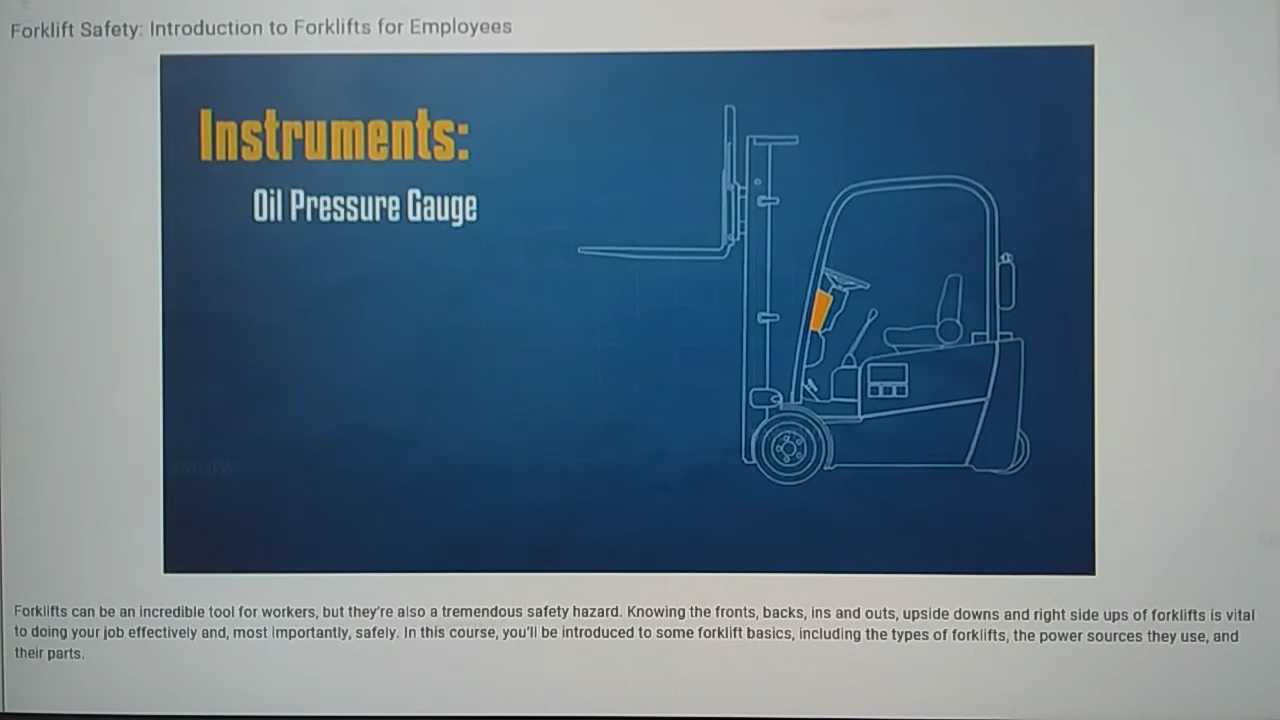 Forklift Safety: Introduction to Forklifts for Employees
Instruments:
Oil Pressure Gauge
Forklifts can be an incredible tool for workers, but they're also a tremendous safety hazard. Knowing the fronts, backs, ins and outs, upside downs and right side ups of forklifts is vital
to doing your job effectively and, most importantly, safely. In this course, you'll be introduced to some forklift basics, including the types of forklifts, the power sources they use, and
their parts.